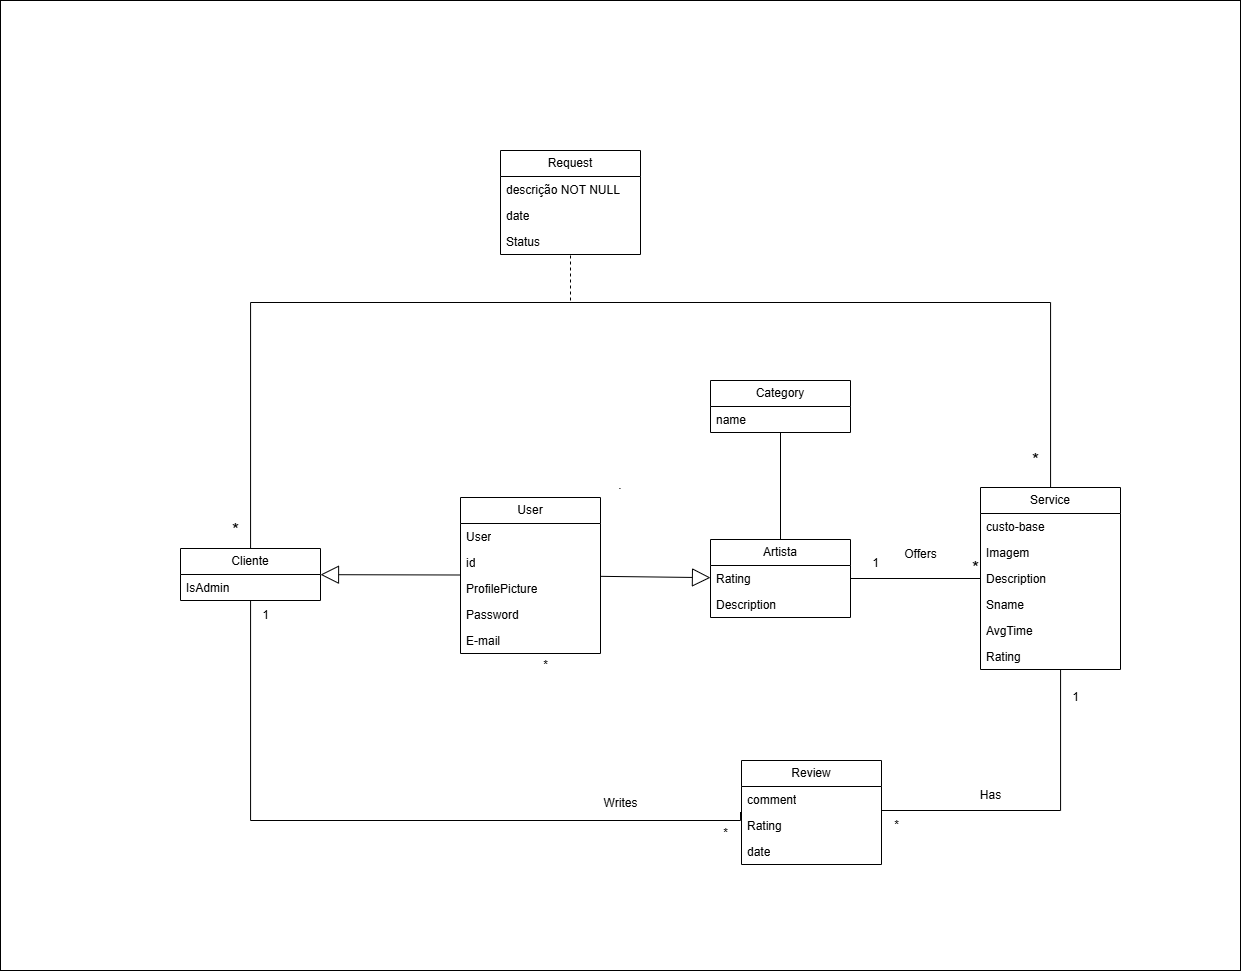 Request
descrição NOT NULL
date
Status
Category
name
*
Service
custo-base
Imagem
Description
Sname
AvgTime
Rating
User
User
id
ProfilePicture
Password
E-mail
*
*
Cliente
IsAdmin
1
Artista
Rating
Description
1
Offers
*
1
Review
comment
Rating
date
Writes
*
Has
*